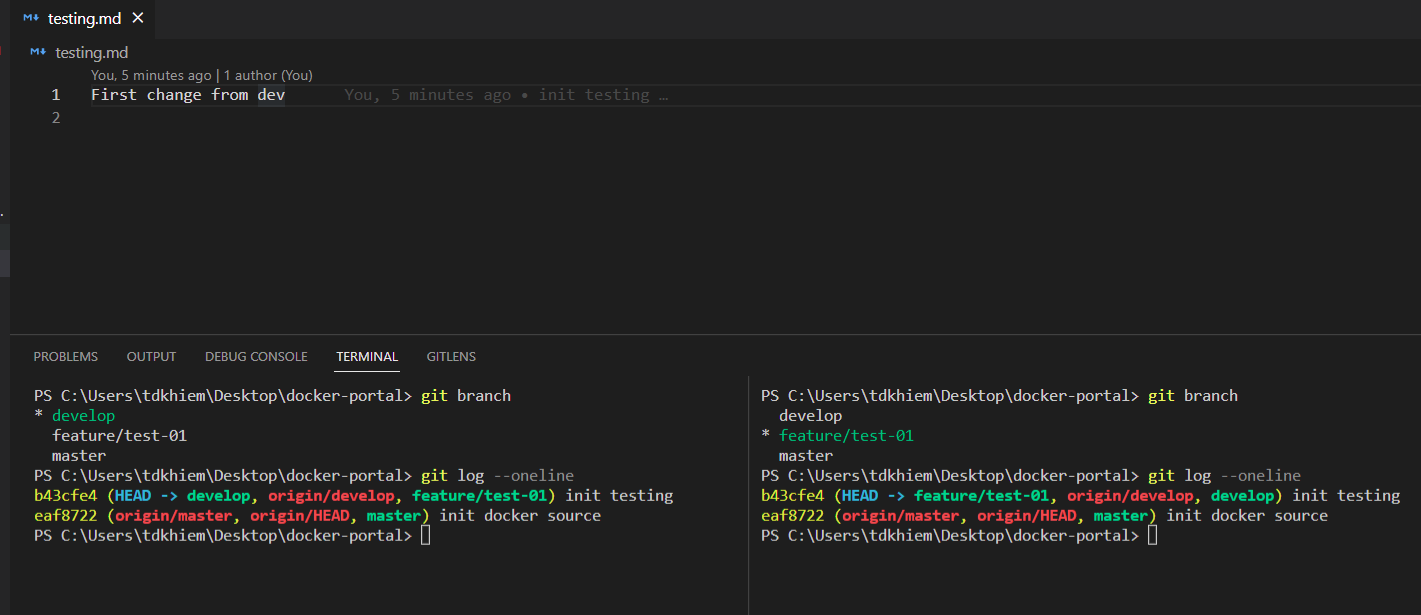 testing.md
testing.md
You, 5 minutes ago | 1 author (You)
1 First change from dev You, 5 minutes ago • init testing …
2
PROBLEMS OUTPUT DEBUG CONSOLE TERMINAL GITLENS
PS C:\Users\tdkhiem\Desktop\docker-portal> git branch
* develop
feature/test-01
master
PS C:\Users\tdkhiem\Desktop\docker-portal> git log --oneline
b43cfe4 (HEAD -> develop, origin/develop, feature/test-01) init testing
eaf8722 (origin/master, origin/HEAD, master) init docker source
PS C:\Users\tdkhiem\Desktop\docker-portal>
PS C:\Users\tdkhiem\Desktop\docker-portal> git branch
develop
* feature/test-01
master
PS C:\Users\tdkhiem\Desktop\docker-portal> git log --oneline
b43cfe4 (HEAD -> feature/test-01, origin/develop, develop) init testing
eaf8722 (origin/master, origin/HEAD, master) init docker source
PS C:\Users\tdkhiem\Desktop\docker-portal>